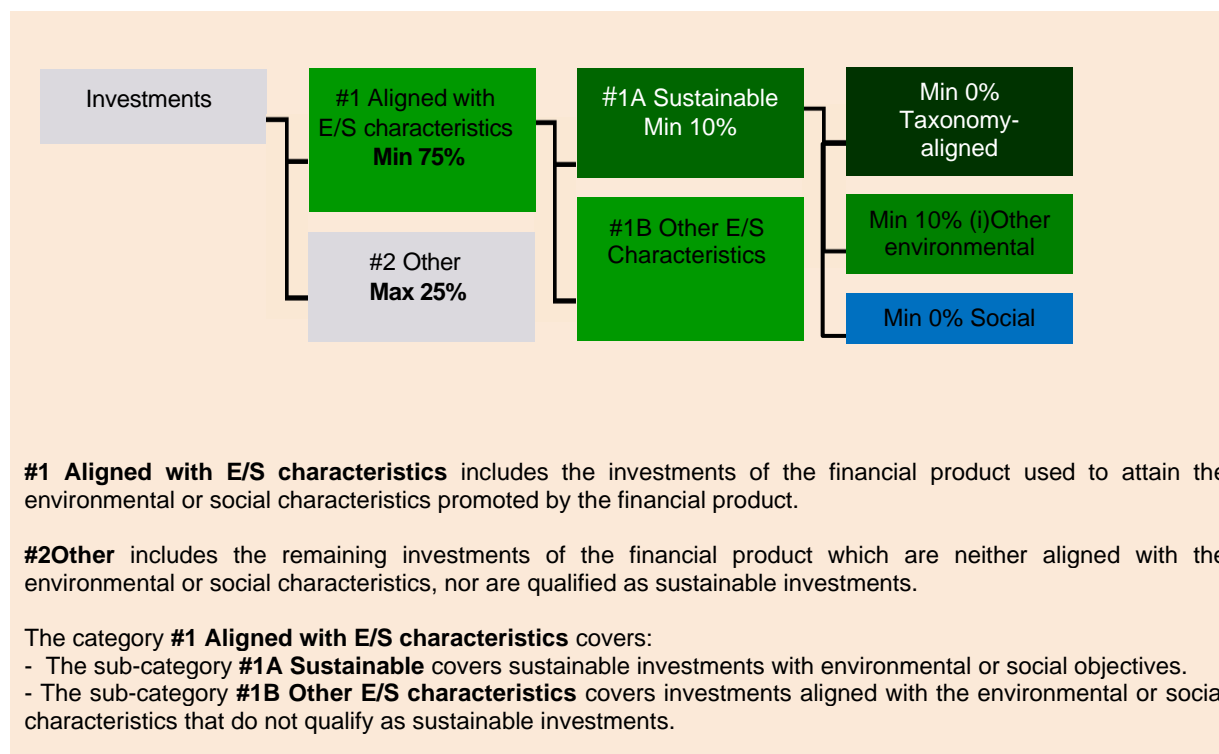 Investments
#1 Aligned with
E/S characteristics
Min 75%
#2 Other
Max 25%
#1A Sustainable
Min 10%
#1B Other E/S
Characteristics
Min 0%
Taxonomy-
aligned
Min 10% (i)Other
environmental
Min 0% Social
#1 Aligned with E/S characteristics includes the investments of the financial product used to attain the
environmental or social characteristics promoted by the financial product.
#2Other includes the remaining investments of the financial product which are neither aligned with the
environmental or social characteristics, nor are qualified as sustainable investments.
The category #1 Aligned with E/S characteristics covers:
- The sub-category #1A Sustainable covers sustainable investments with environmental or social objectives.
- The sub-category #1B Other E/S characteristics covers investments aligned with the environmental or social
characteristics that do not qualify as sustainable investments.